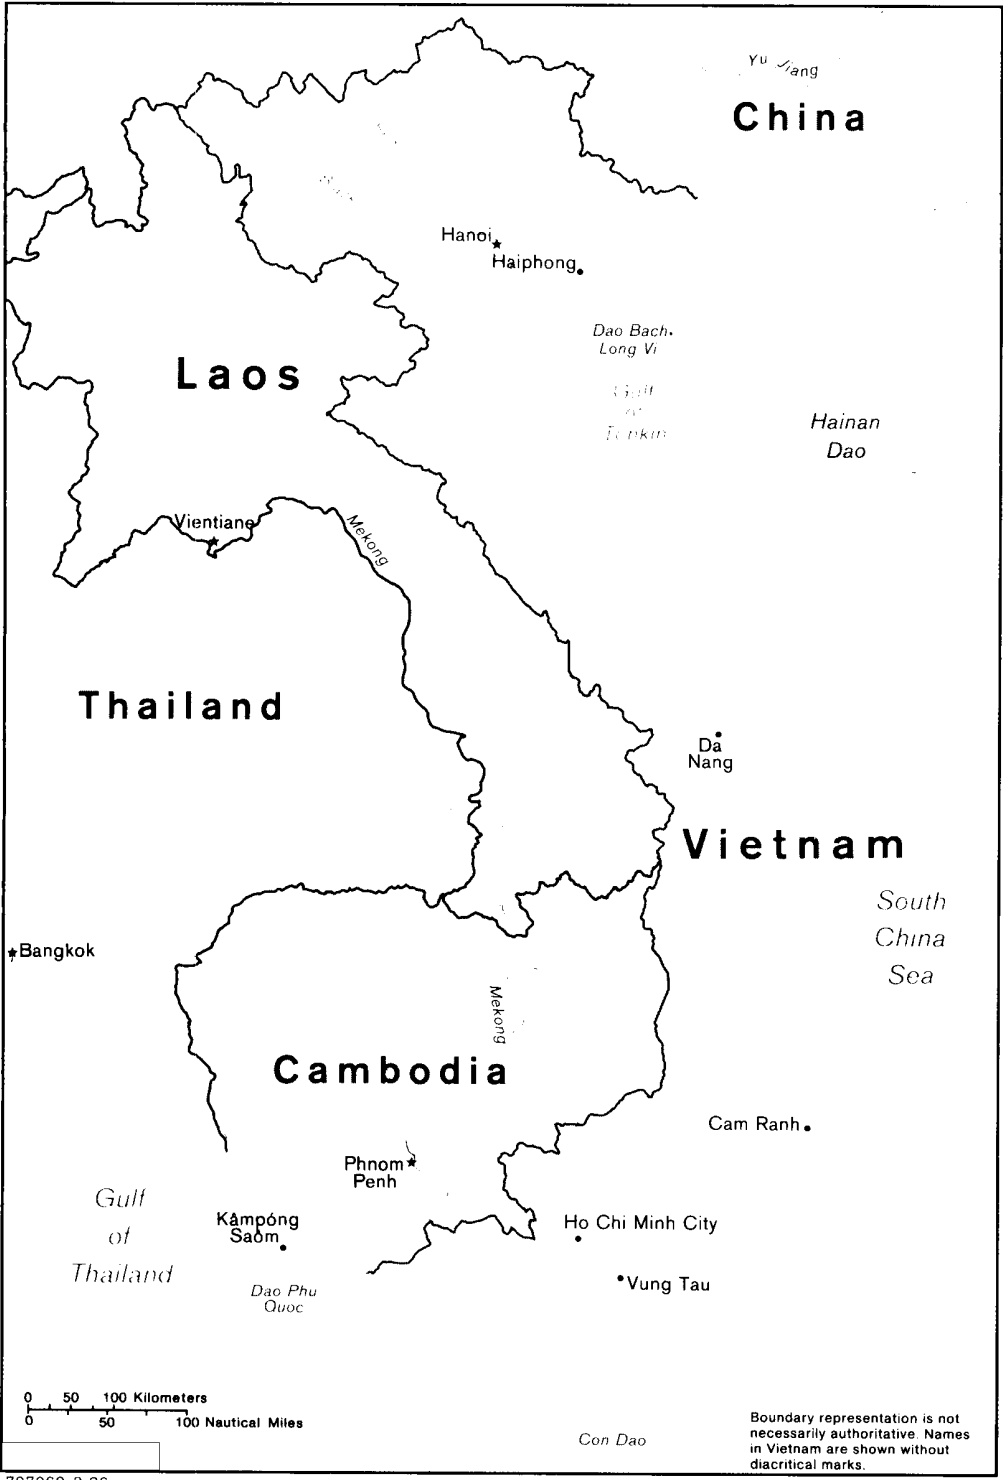 Yu Jiang
China
Hanoi
Haiphong
Dao Bach
Long Vi
Gulf
of
Tonkin
Laos
Hainan
Dao
Vientiane
Mekong
Thailand
Da
Nang
Vietnam
South
China
Sea
Bangkok
Mekong
Cambodia
Cam Ranh
Phnom
Penh
Gulf
of
Thailand
Kâmpóng
Saôm
Ho Chi Minh City
Vung Tau
Dao Phu
Quoc
0 50 100 Kilometers
0 50 100 Nautical Miles
Con Dao
Boundary representation is not
necessarily authoritative. Names
in Vietnam are shown without
diacritical marks.